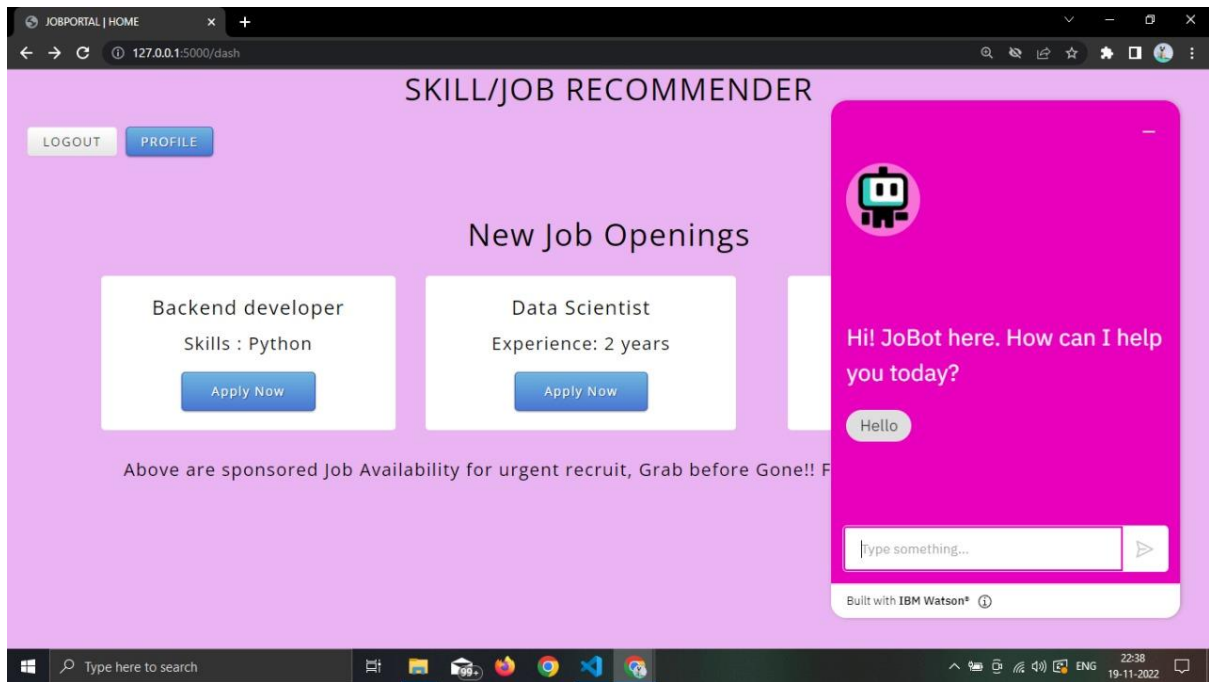 JOBPORTAL | HOME
127.0.0.1:5000/dash
SKILL/JOB RECOMMENDER
LOGOUT
PROFILE
New Job Openings
Backend developer
Skills : Python
Apply Now
Data Scientist
Experience: 2 years
Apply Now
Above are sponsored Job Availability for urgent recruit, Grab before Gone!! F
Hi! JoBot here. How can I help
you today?
Hello
Type something...
Built with IBM Watson®
Type here to search
99+
ENG
22:38
19-11-2022